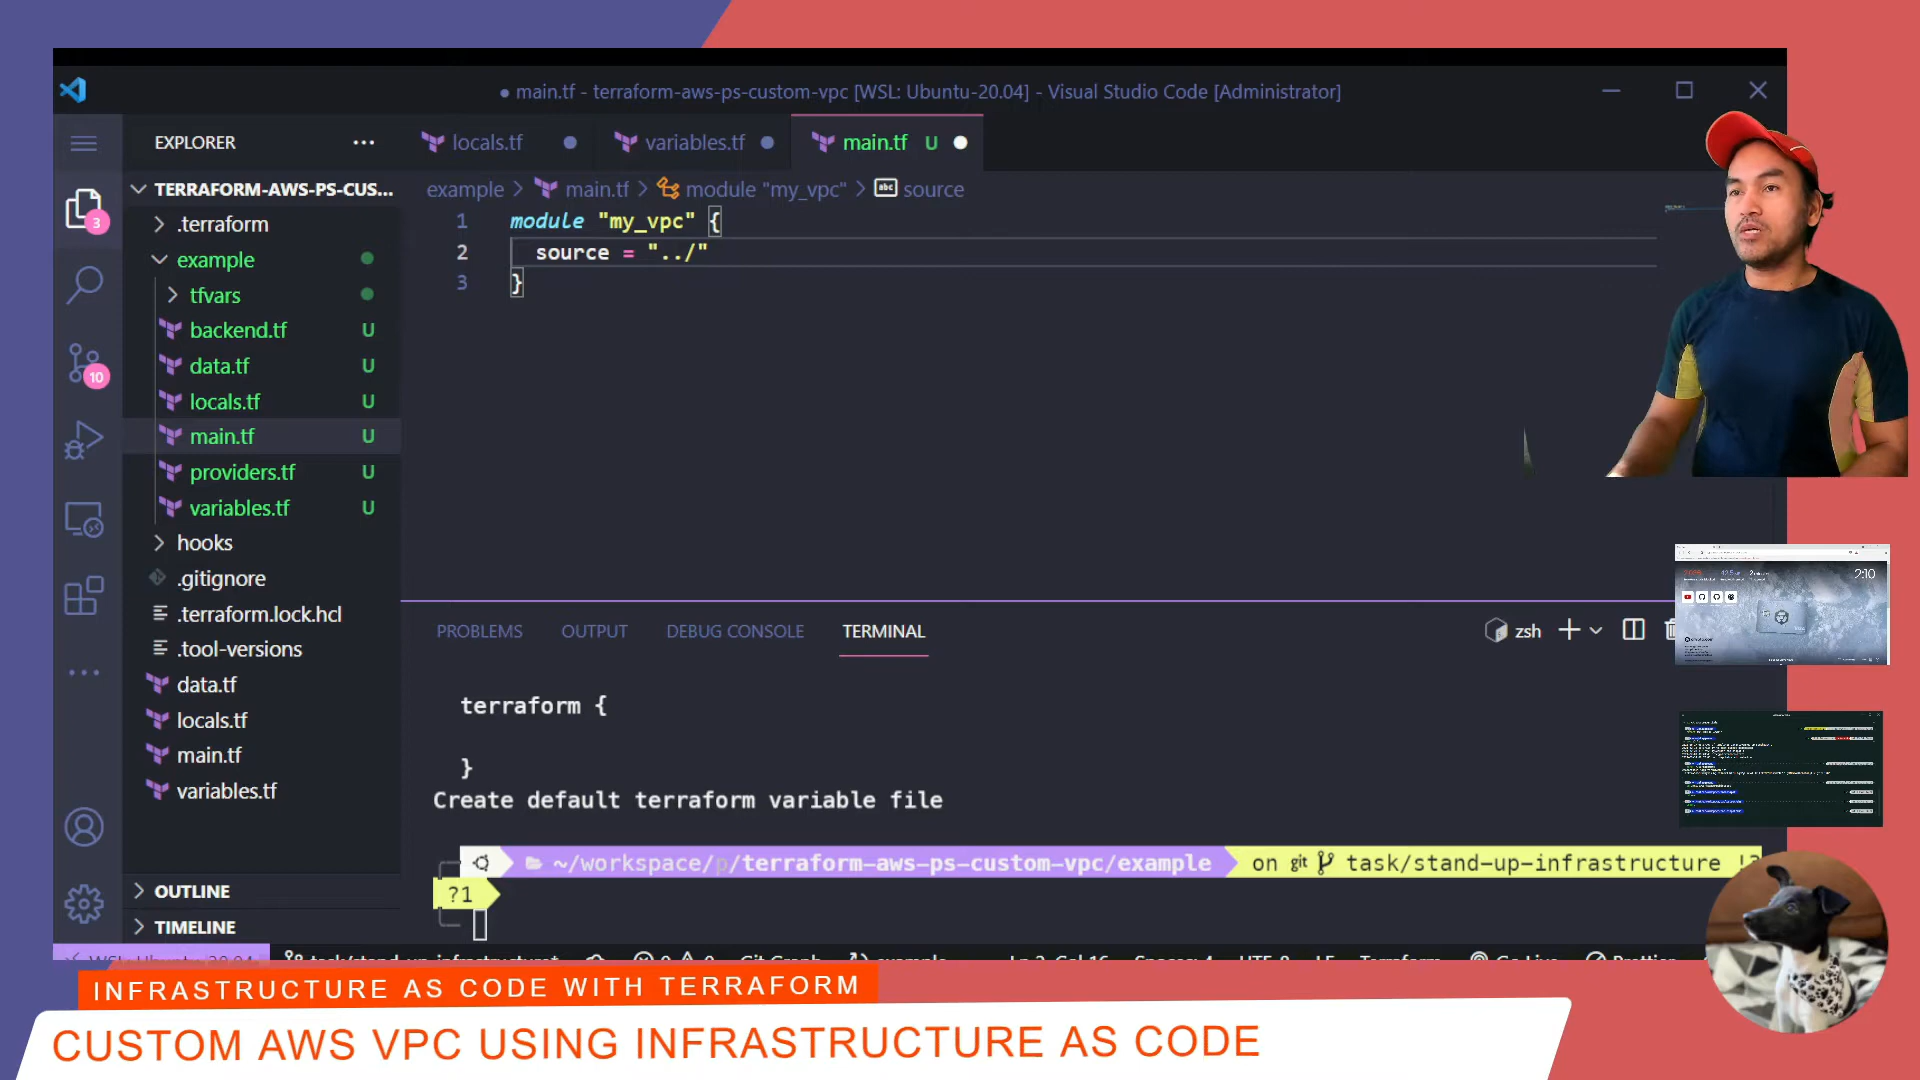 main.tf - terraform-aws-ps-custom-vpc [WSL: Ubuntu-20.04] - Visual Studio Code [Administrator]
EXPLORER
locals.tf
variables.tf
main.tf U
TERRAFORM-AWS-PS-CUS...
example > main.tf > module "my_vpc" > source
.terraform
example
tfvars
backend.tf U
data.tf U
locals.tf U
main.tf U
providers.tf U
variables.tf U
hooks
.gitignore
.terraform.lock.hcl
.tool-versions
data.tf
locals.tf
main.tf
variables.tf
OUTLINE
TIMELINE
3
10
1 module "my_vpc" {
2 source = "../"
3 }
PROBLEMS OUTPUT DEBUG CONSOLE TERMINAL
zsh
terraform {
}
Create default terraform variable file
~/workspace/p/terraform-aws-ps-custom-vpc/example on git task/stand-up-infrastructure
?1
2:10
INFRASTRUCTURE AS CODE WITH TERRAFORM
CUSTOM AWS VPC USING INFRASTRUCTURE AS CODE